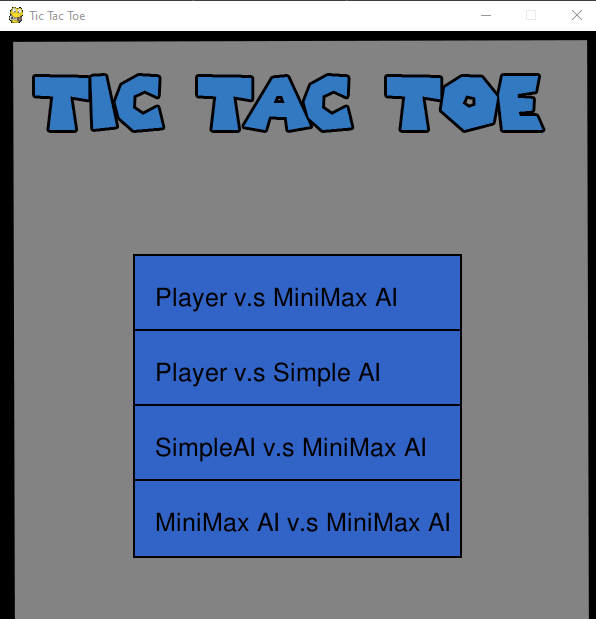 Tic Tac Toe
TIC TAC TOE
Player v.s MiniMax AI
Player v.s Simple AI
SimpleAI v.s MiniMax AI
MiniMax AI v.s MiniMax AI